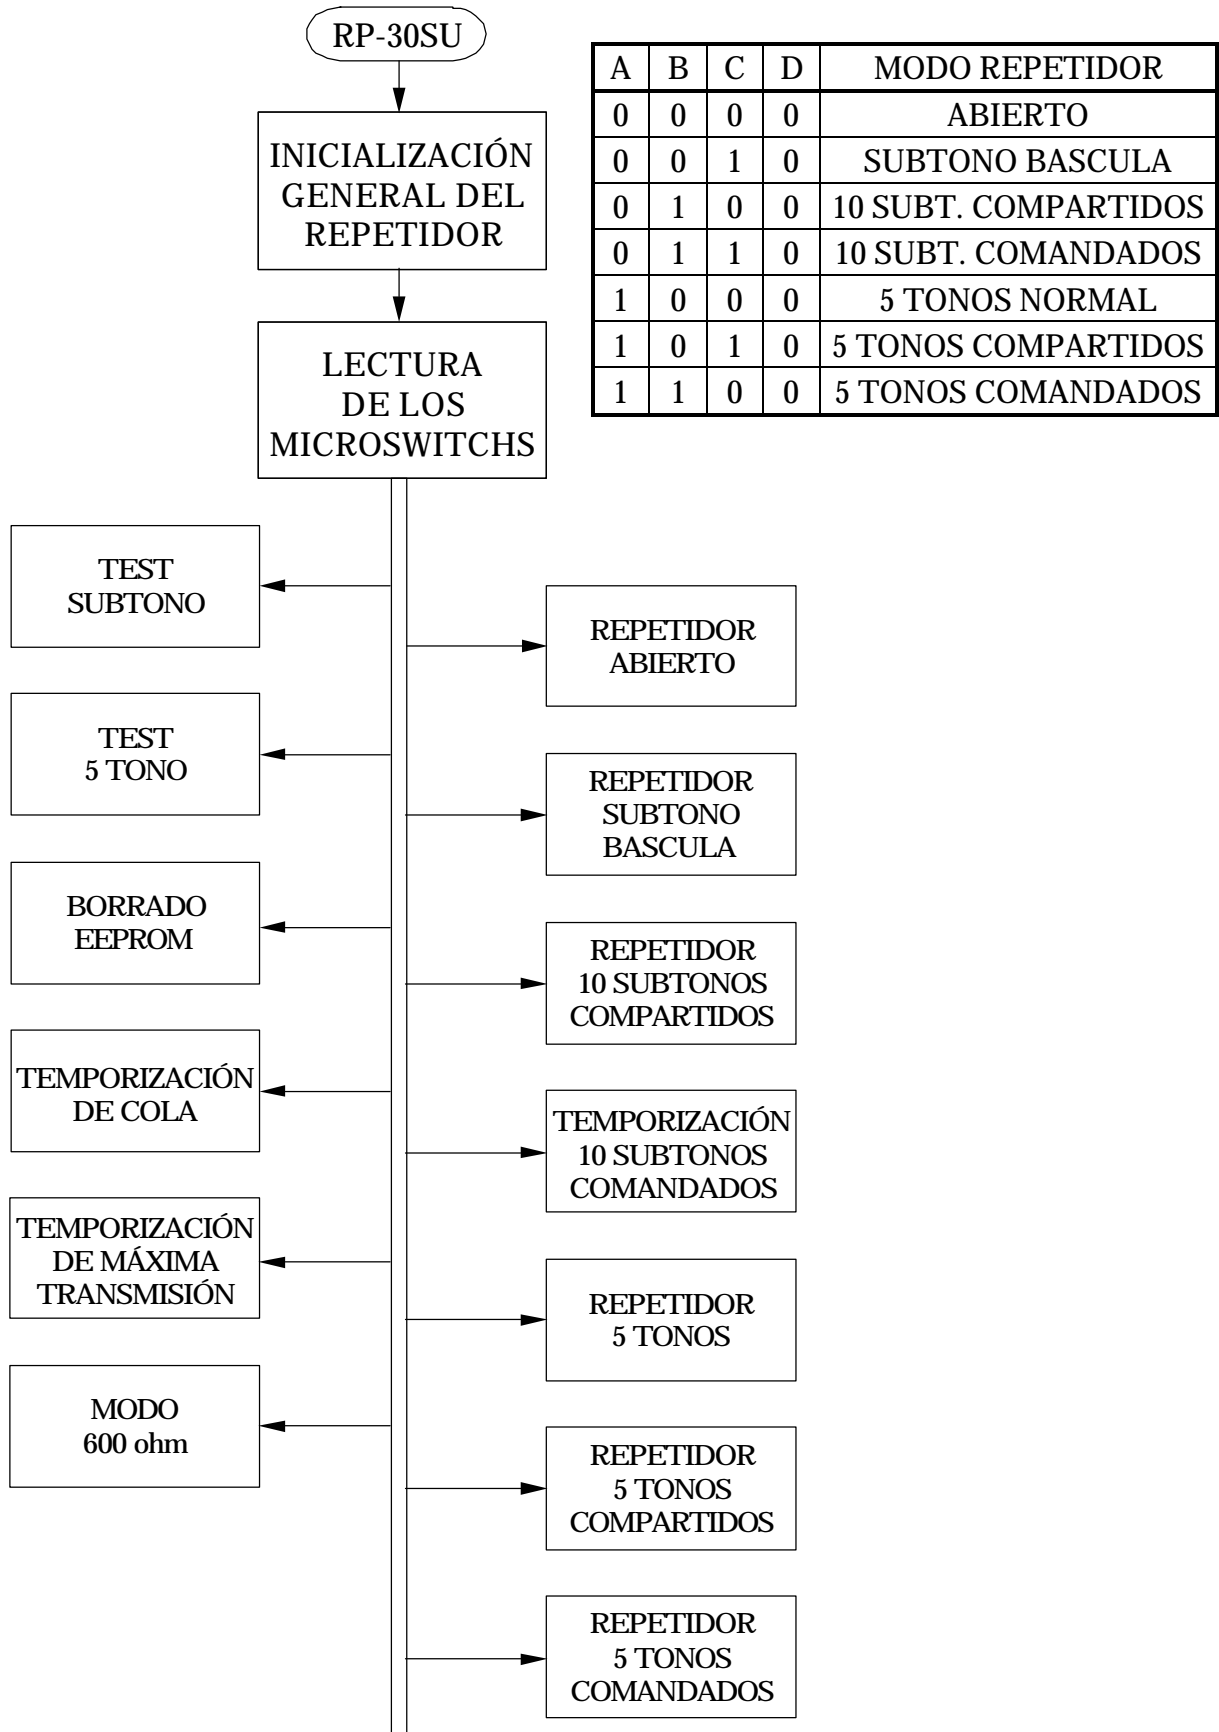 RP-30SU
INICIALIZACIÓN
GENERAL DEL
REPETIDOR
LECTURA
DE LOS
MICROSWITCHS
A B C D MODO REPETIDOR
0 0 0 0 ABIERTO
0 0 1 0 SUBTONO BASCULA
0 1 0 0 10 SUBT. COMPARTIDOS
0 1 1 0 10 SUBT. COMANDADOS
1 0 0 0 5 TONOS NORMAL
1 0 1 0 5 TONOS COMPARTIDOS
1 1 0 0 5 TONOS COMANDADOS
TEST
SUBTONO
TEST
5 TONO
BORRADO
EEPROM
TEMPORIZACIÓN
DE COLA
TEMPORIZACIÓN
DE MÁXIMA
TRANSMISIÓN
MODO
600 ohm
REPETIDOR
ABIERTO
REPETIDOR
SUBTONO
BASCULA
REPETIDOR
10 SUBTONOS
COMPARTIDOS
TEMPORIZACIÓN
10 SUBTONOS
COMANDADOS
REPETIDOR
5 TONOS
REPETIDOR
5 TONOS
COMPARTIDOS
REPETIDOR
5 TONOS
COMANDADOS